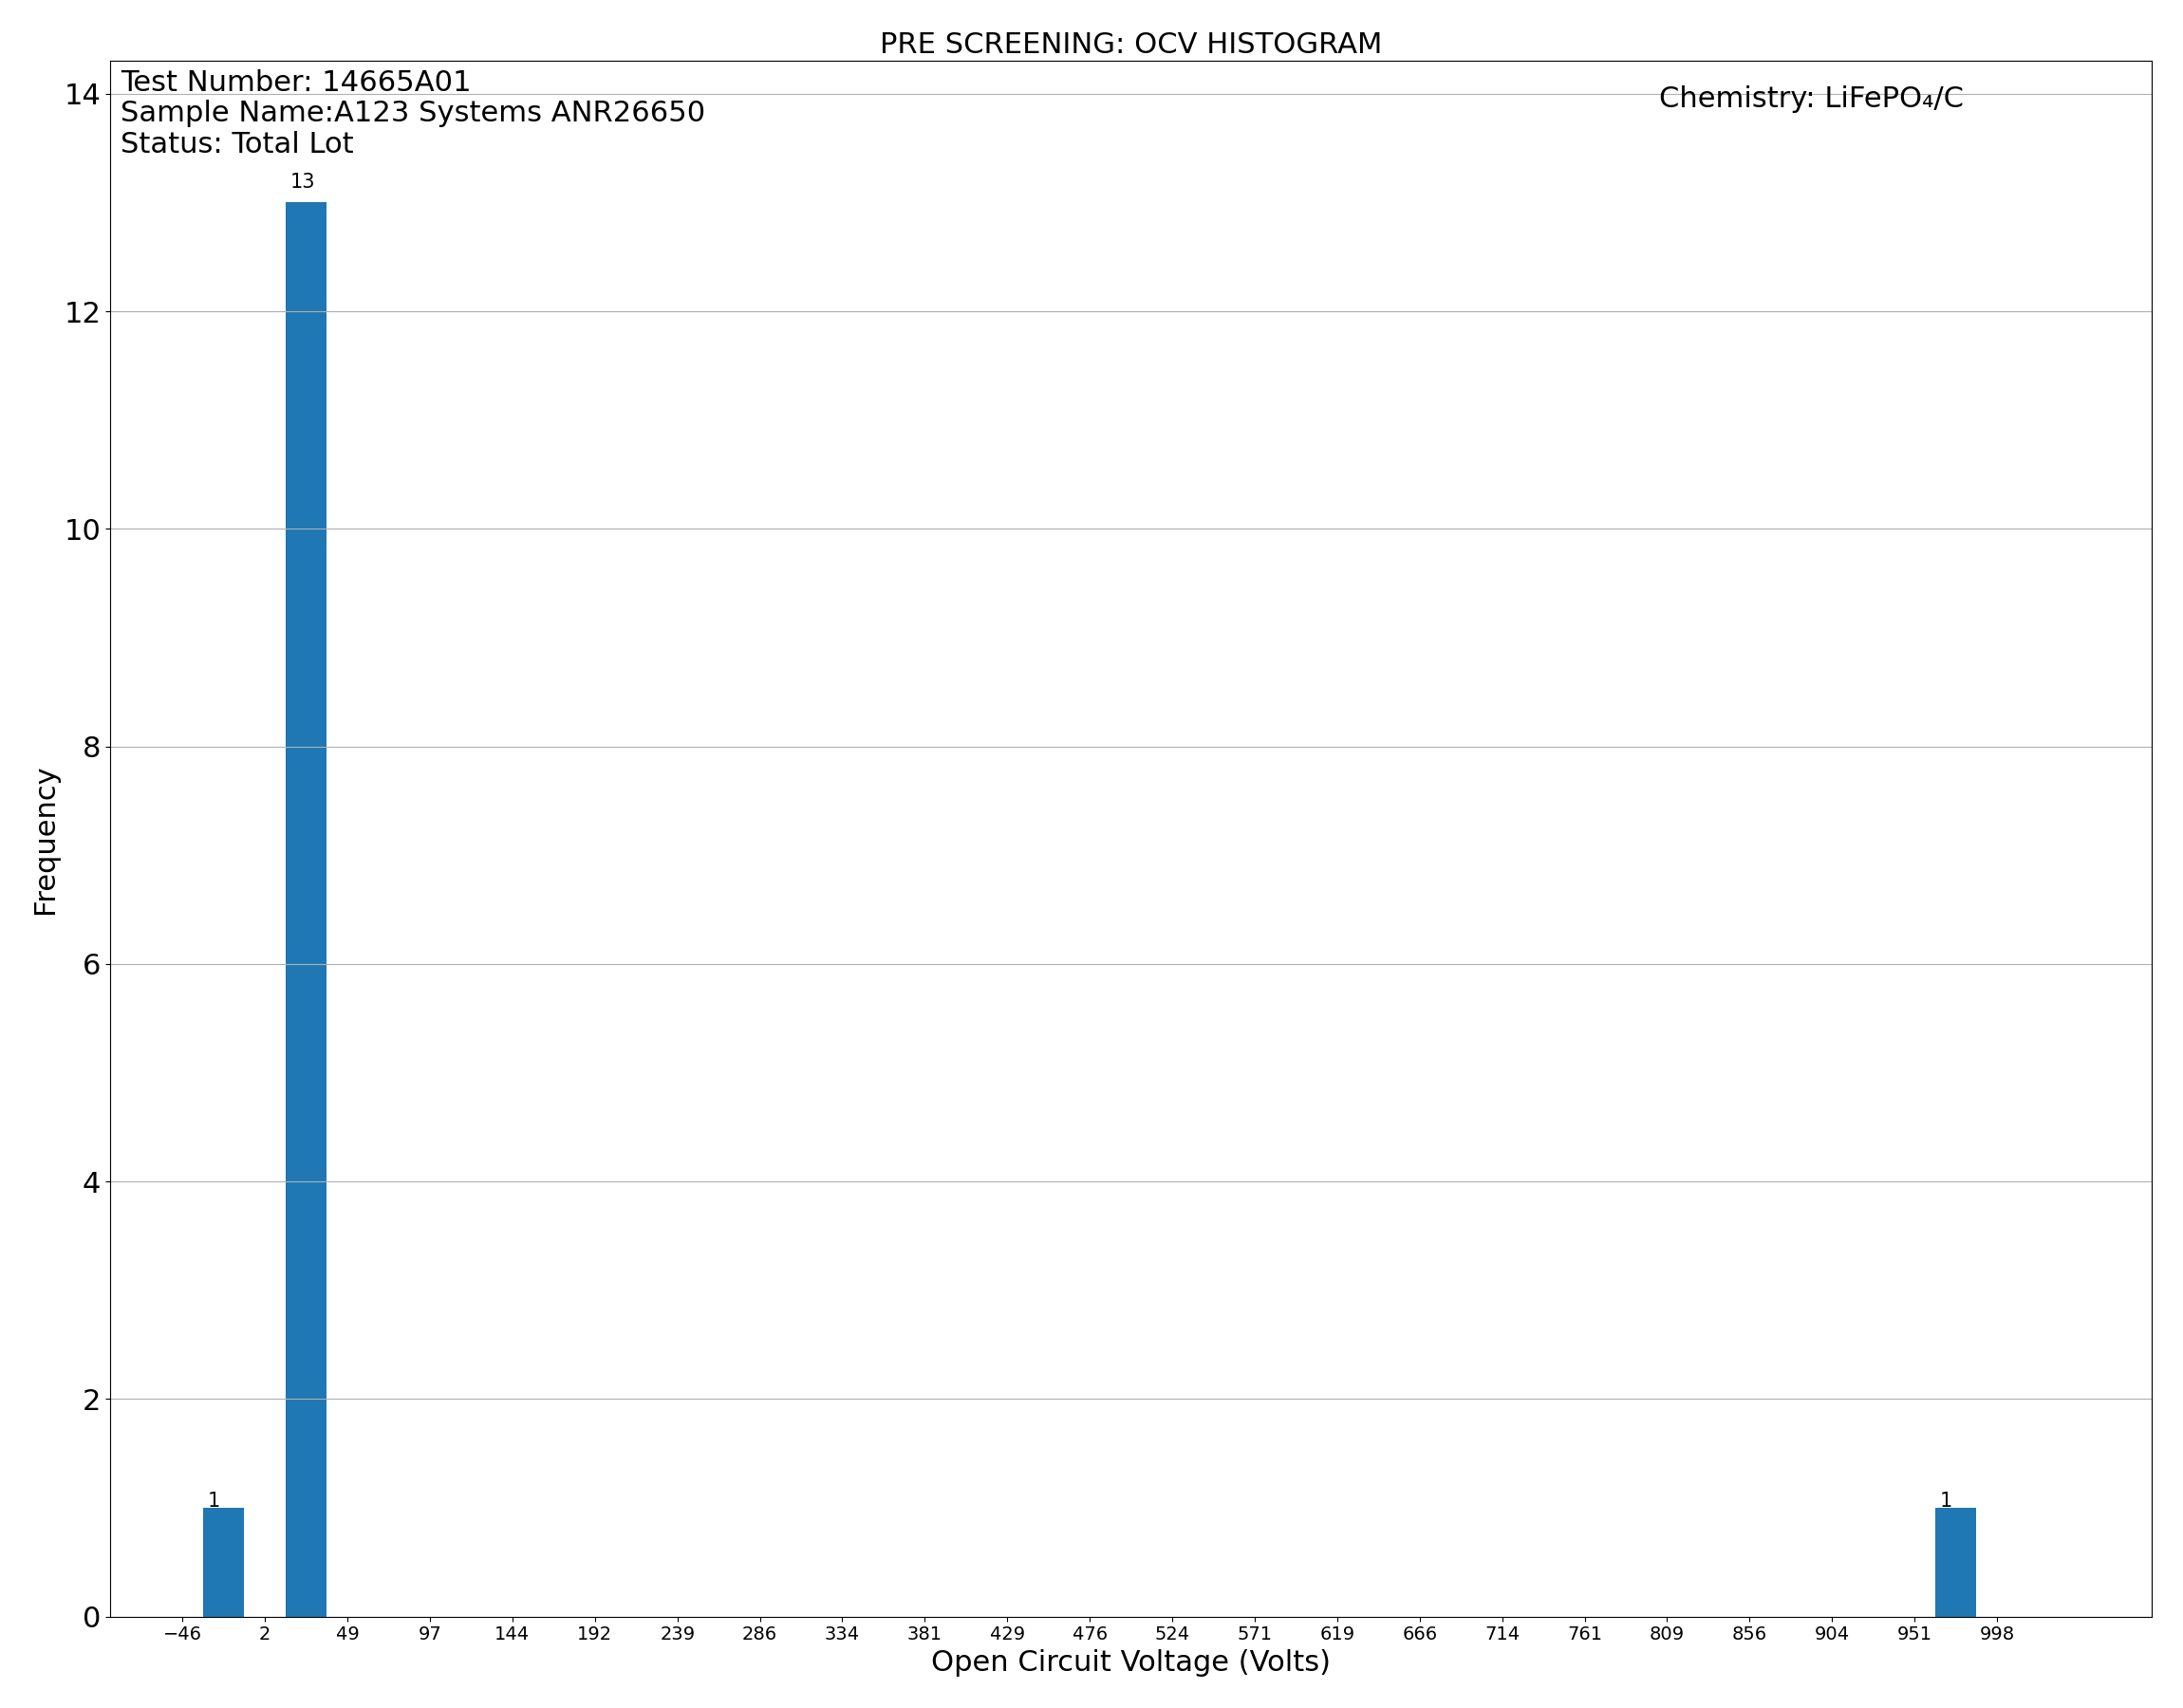 PRE SCREENING: OCV HISTOGRAM
Test Number: 14665A01
Sample Name:A123 Systems ANR26650
Status: Total Lot
Chemistry: LiFePO₄/C
14
12
10
8
6
4
2
0
Frequency
13
1
1
−46 2 49 97 144 192 239 286 334 381 429 476 524 571 619 666 714 761 809 856 904 951 998
Open Circuit Voltage (Volts)